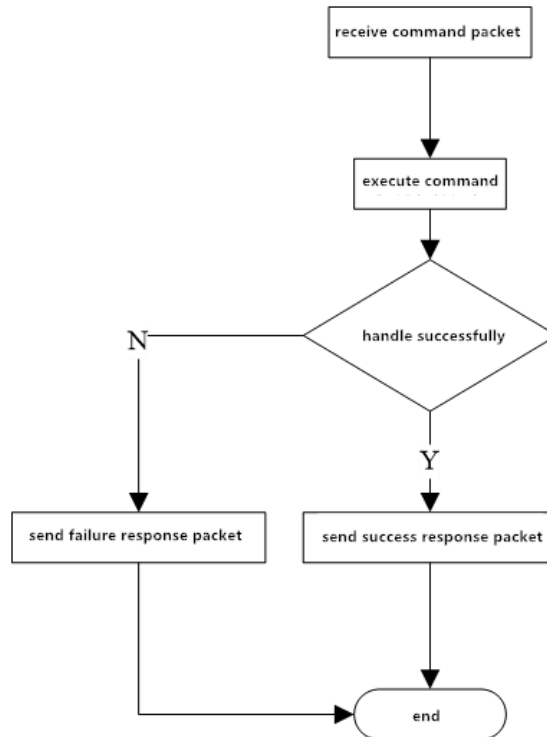 receive command packet
execute command
handle successfully
N
Y
send failure response packet
send success response packet
end